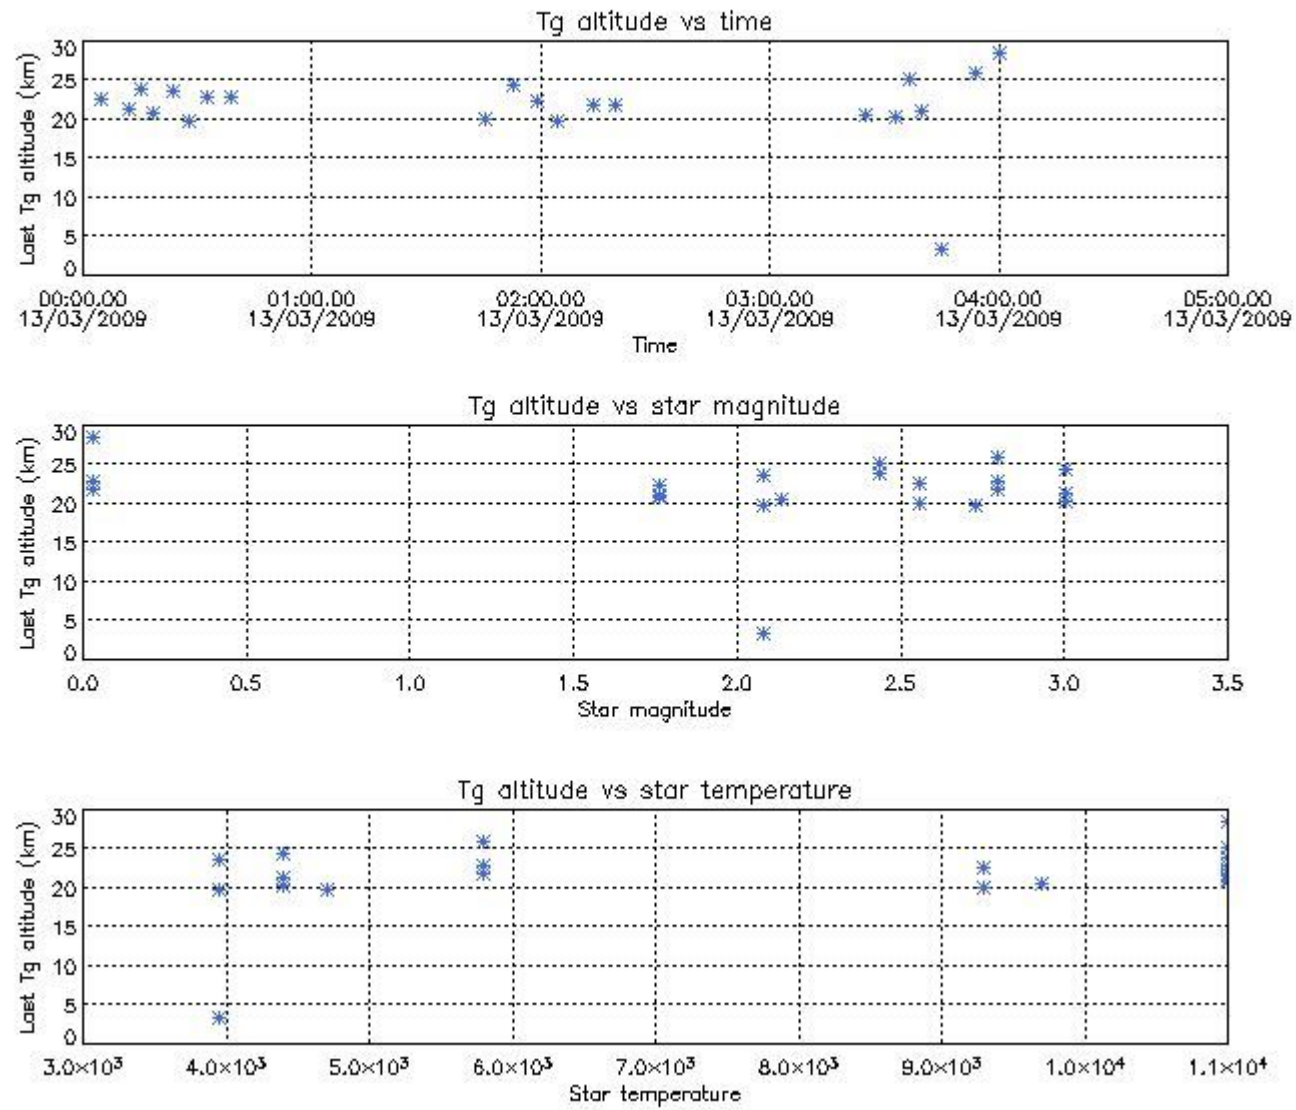 Tg altitude vs time
Last Tg altitude (km)
30
25
20
15
10
5
0
00:00.00 01:00.00 02:00.00 03:00.00 04:00.00 05:00.00
13/03/2009 13/03/2009 13/03/2009 13/03/2009 13/03/2009 13/03/2009
Time
Tg altitude vs star magnitude
Last Tg altitude (km)
30
25
20
15
10
5
0
0.0 0.5 1.0 1.5 2.0 2.5 3.0 3.5
Star magnitude
Tg altitude vs star temperature
Last Tg altitude (km)
30
25
20
15
10
5
0
3.0×10³ 4.0×10³ 5.0×10³ 6.0×10³ 7.0×10³ 8.0×10³ 9.0×10³ 1.0×10⁴ 1.1×10⁴
Star temperature